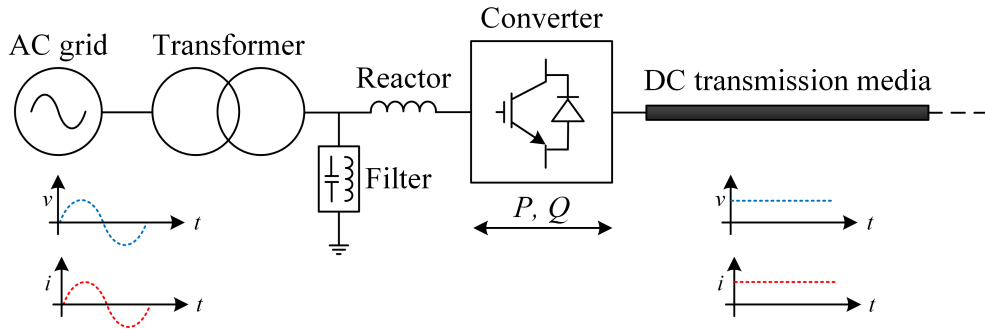 Converter
AC grid
Transformer
Reactor
DC transmission media
Filter
P, Q
v
t
v
t
i
t
i
t